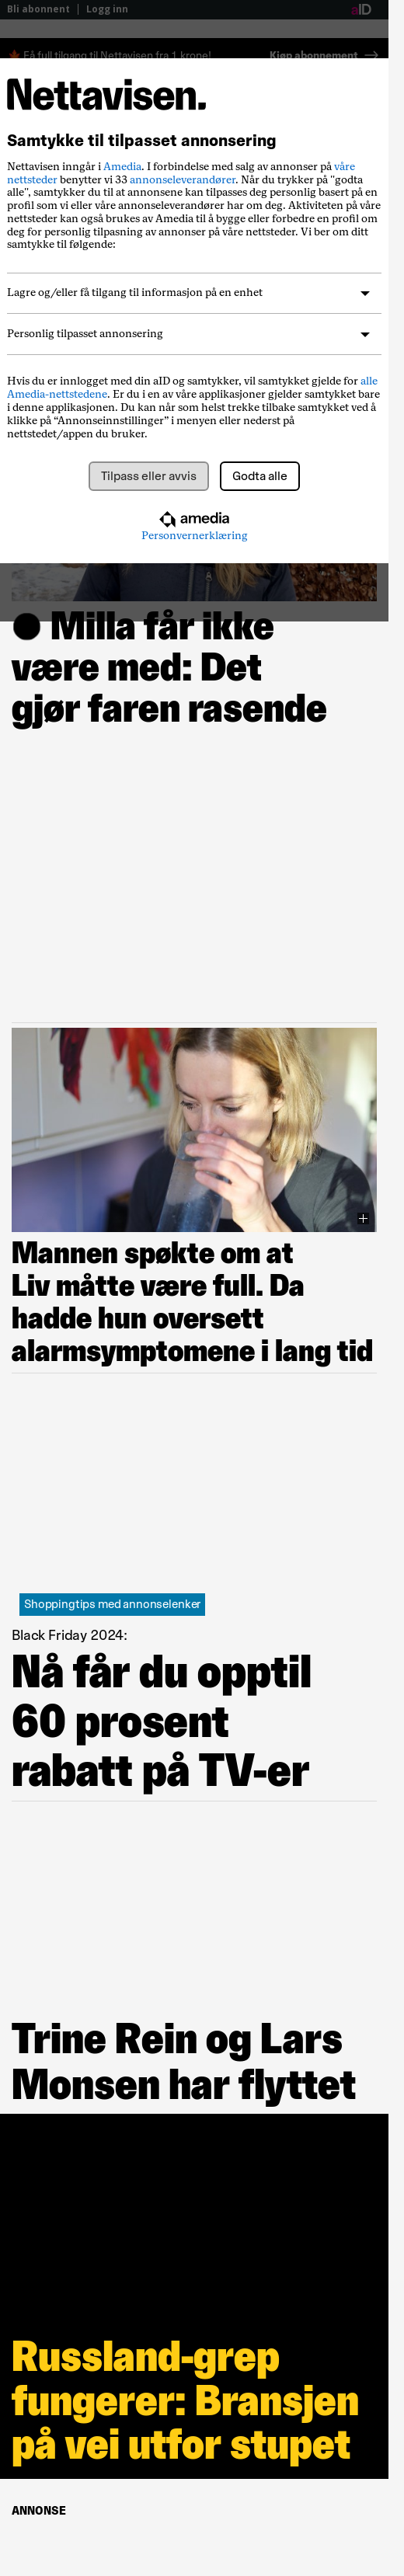 Bli abonnent | Logg inn
aID
Få full tilgang til Nettavisen fra 1 krone!
Kjøp abonnement
Nettavisen.
Samtykke til tilpasset annonsering
Nettavisen inngår i Amedia. I forbindelse med salg av annonser på våre
nettsteder benytter vi 33 annonseleverandører. Når du trykker på "godta
alle", samtykker du til at annonsene kan tilpasses deg personlig basert på en
profil som vi eller våre annonseleverandører har om deg. Aktiviteten på våre
nettsteder kan også brukes av Amedia til å bygge eller forbedre en profil om
deg for personlig tilpasning av annonser på våre nettsteder. Vi ber om ditt
samtykke til følgende:
Lagre og/eller få tilgang til informasjon på en enhet
Personlig tilpasset annonsering
Hvis du er innlogget med din aID og samtykker, vil samtykket gjelde for alle
Amedia-nettstedene. Er du i en av våre applikasjoner gjelder samtykket bare
i denne applikasjonen. Du kan når som helst trekke tilbake samtykket ved å
klikke på “Annonseinnstillinger” i menyen eller nederst på
nettstedet/appen du bruker.
Tilpass eller avvis
Godta alle
amedia
Personvernerklæring
Milla får ikke
være med: Det
gjør faren rasende
Mannen spøkte om at
Liv måtte være full. Da
hadde hun oversett
alarmsymptomene i lang tid
Shoppingtips med annonselenker
Black Friday 2024:
Nå får du opptil
60 prosent
rabatt på TV-er
Trine Rein og Lars
Monsen har flyttet
Russland-grep
fungerer: Bransjen
på vei utfor stupet
ANNONSE